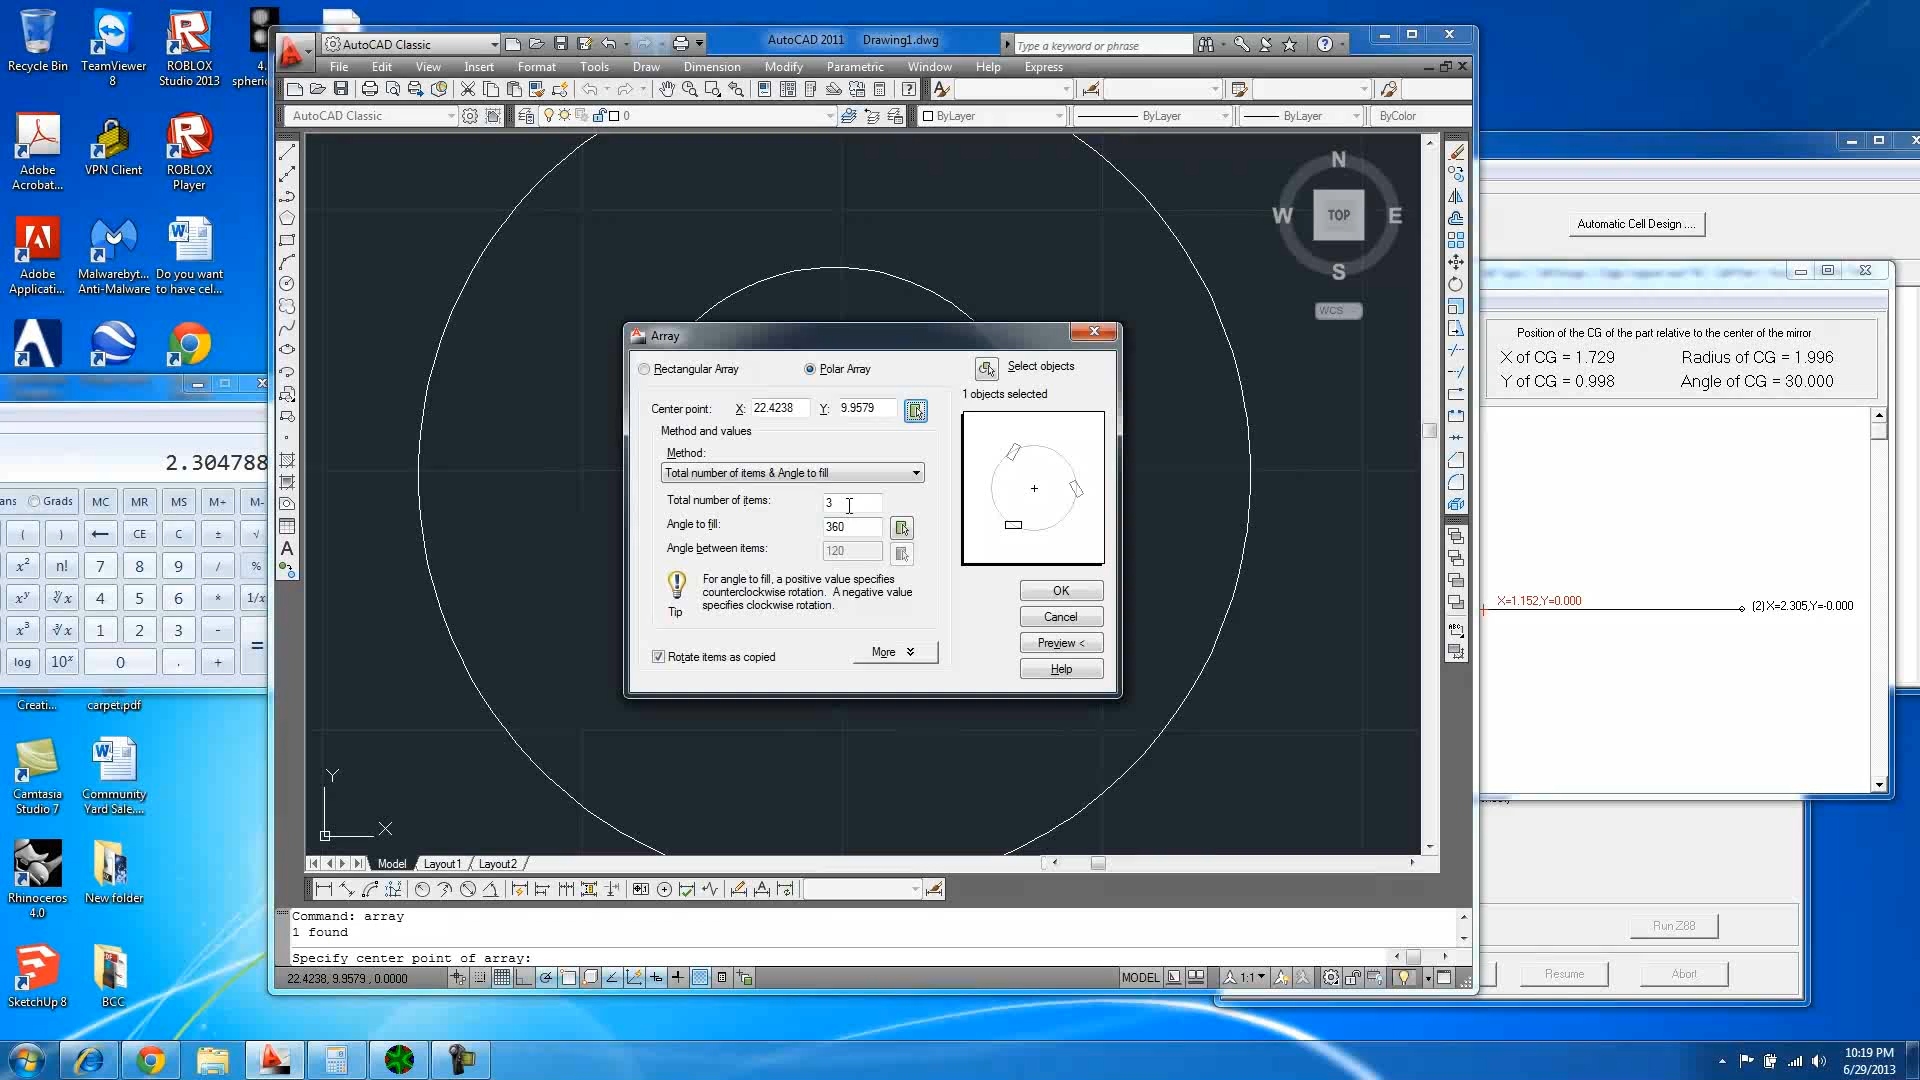 Recycle Bin
TeamViewer 8
ROBLOX Studio 2013
4.
spheric
Adobe Acrobat...
VPN Client
ROBLOX Player
Adobe Applicati...
Malwarebyt... Anti-Malware
Do you want to have cel...
2.304788
Grads
MC MR MS M+ M-
( ) CE C ± √
x² n! 7 8 9 / %
4 5 6 * 1/x
x³ 1 2 3 - =
log 0 . +
Creati...
carpet.pdf
Camtasia Studio 7
Community Yard Sale....
Rhinoceros 4.0
New folder
SketchUp 8
BCC
AutoCAD Classic
AutoCAD 2011 Drawing1.dwg
Type a keyword or phrase
File Edit View Insert Format Tools Draw Dimension Modify Parametric Window Help Express
AutoCAD Classic
0
ByLayer
ByLayer
ByLayer
ByColor
N
W TOP E
S
WCS
Array
Rectangular Array
Polar Array
Select objects
1 objects selected
Center point: X: 22.4238 Y: 9.9579
Method and values
Method:
Total number of items & Angle to fill
Total number of items: 3
Angle to fill: 360
Angle between items: 120
For angle to fill, a positive value specifies
counterclockwise rotation. A negative value
specifies clockwise rotation.
Tip
Rotate items as copied
More
OK
Cancel
Preview <
Help
Y
X
Model Layout1 Layout2
Command: array
1 found
Specify center point of array:
22.4238, 9.9579 , 0.0000
MODEL
1:1
Automatic Cell Design ....
Position of the CG of the part relative to the center of the mirror
X of CG = 1.729 Radius of CG = 1.996
Y of CG = 0.998 Angle of CG = 30.000
X=1.152,Y=0.000
(2) X=2.305,Y=-0.000
Run Z88
Resume
Abort
10:19 PM
6/29/2013